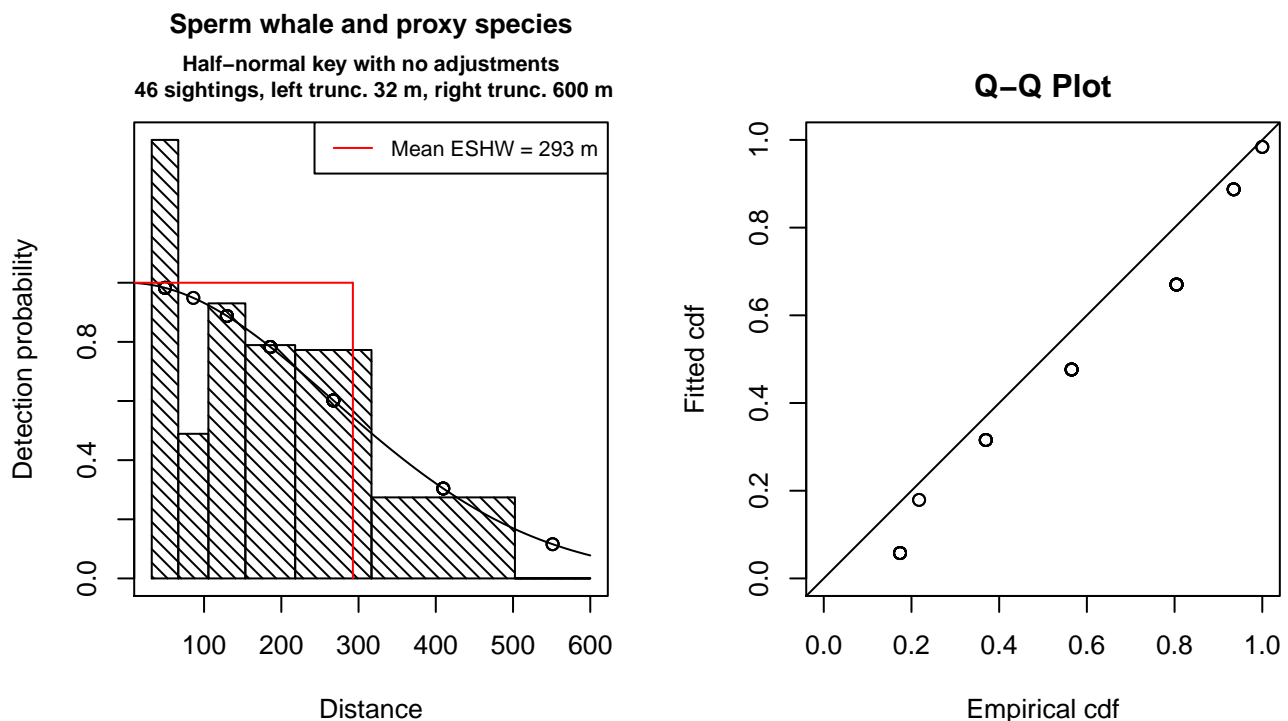 Sperm whale and proxy species
Half−normal key with no adjustments
46 sightings, left trunc. 32 m, right trunc. 600 m
Mean ESHW = 293 m
Detection probability
0.0 0.4 0.8
100 200 300 400 500 600
Distance
Q−Q Plot
Fitted cdf
0.0 0.2 0.4 0.6 0.8 1.0
0.0 0.2 0.4 0.6 0.8 1.0
Empirical cdf